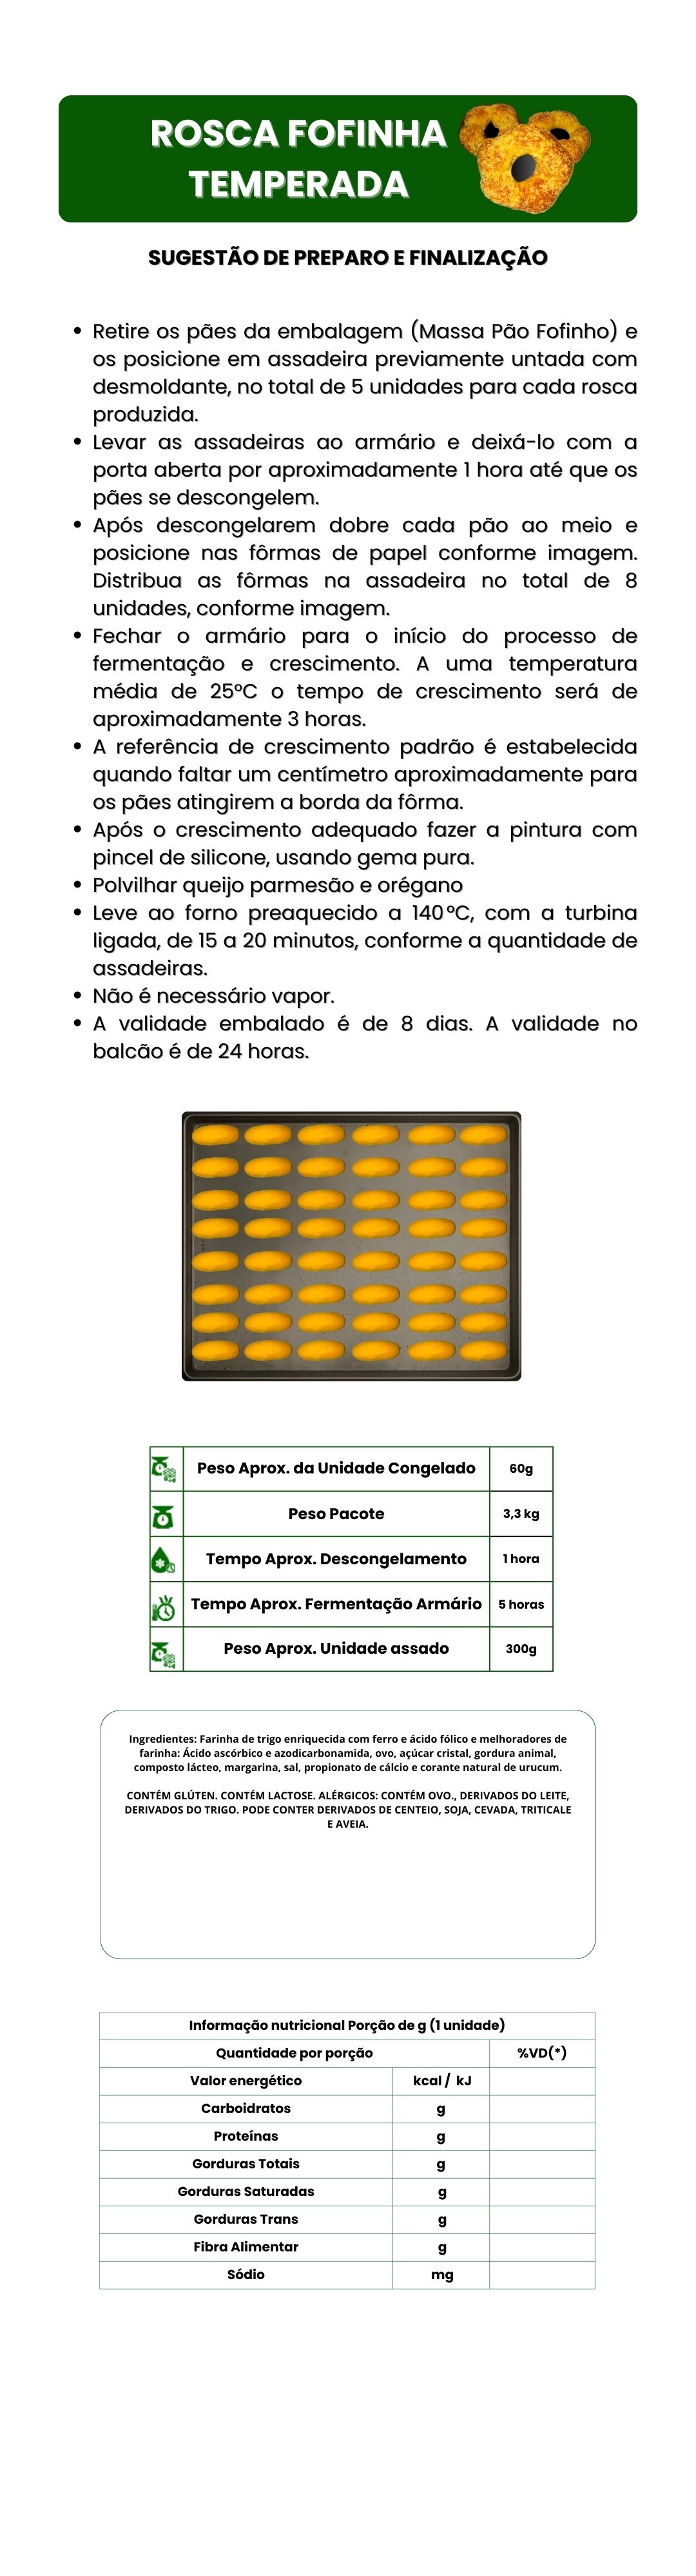 ROSCA FOFINHA
TEMPERADA
SUGESTÃO DE PREPARO E FINALIZAÇÃO
• Retire os pães da embalagem (Massa Pão Fofinho) e
os posicione em assadeira previamente untada com
desmoldante, no total de 5 unidades para cada rosca
produzida.
• Levar as assadeiras ao armário e deixá-lo com a
porta aberta por aproximadamente 1 hora até que os
pães se descongelem.
• Após descongelarem dobre cada pão ao meio e
posicione nas fôrmas de papel conforme imagem.
Distribua as fôrmas na assadeira no total de 8
unidades, conforme imagem.
• Fechar o armário para o início do processo de
fermentação e crescimento. A uma temperatura
média de 25ºC o tempo de crescimento será de
aproximadamente 3 horas.
• A referência de crescimento padrão é estabelecida
quando faltar um centímetro aproximadamente para
os pães atingirem a borda da fôrma.
• Após o crescimento adequado fazer a pintura com
pincel de silicone, usando gema pura.
• Polvilhar queijo parmesão e orégano
• Leve ao forno preaquecido a 140ºC, com a turbina
ligada, de 15 a 20 minutos, conforme a quantidade de
assadeiras.
• Não é necessário vapor.
• A validade embalado é de 8 dias. A validade no
balcão é de 24 horas.
Peso Aprox. da Unidade Congelado 60g
Peso Pacote 3,3 kg
Tempo Aprox. Descongelamento 1 hora
Tempo Aprox. Fermentação Armário 5 horas
Peso Aprox. Unidade assado 300g
Ingredientes: Farinha de trigo enriquecida com ferro e ácido fólico e melhoradores de
farinha: Ácido ascórbico e azodicarbonamida, ovo, açúcar cristal, gordura animal,
composto lácteo, margarina, sal, propionato de cálcio e corante natural de urucum.
CONTÉM GLÚTEN. CONTÉM LACTOSE. ALÉRGICOS: CONTÉM OVO., DERIVADOS DO LEITE,
DERIVADOS DO TRIGO. PODE CONTER DERIVADOS DE CENTEIO, SOJA, CEVADA, TRITICALE
E AVEIA.
Informação nutricional Porção de g (1 unidade)
Quantidade por porção %VD(*)
Valor energético kcal / kJ
Carboidratos g
Proteínas g
Gorduras Totais g
Gorduras Saturadas g
Gorduras Trans g
Fibra Alimentar g
Sódio mg